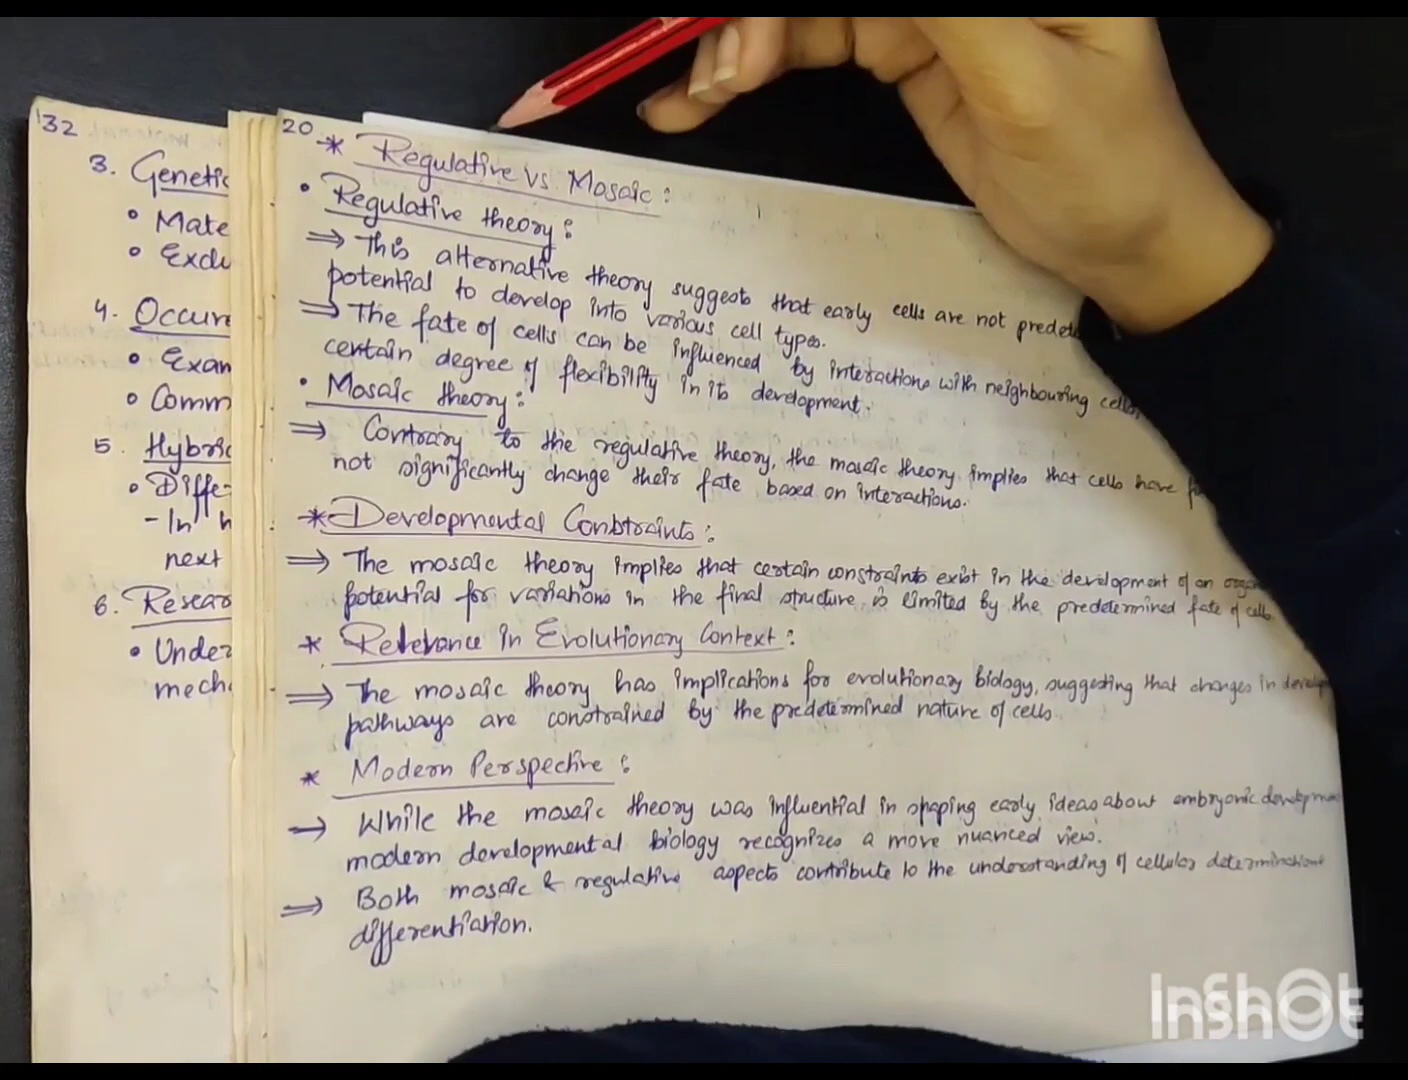 132
3. Genetic
• Mate
• Exclu
4. Occurr
• Exam
• Comm
5. Hybric
• Diffe
- In h
next
6. Resear
• Under
mech
20
* Regulative vs. Mosaic:
• Regulative theory:
⇒ This alternative theory suggests that early cells are not predete
potential to develop into various cell types.
⇒ The fate of cells can be influenced by interactions with neighbouring cells,
certain degree of flexibility in its development.
• Mosaic theory:
⇒ Contrary to the regulative theory, the mosaic theory implies that cells have
not significantly change their fate based on interactions.
* Developmental Conbtraints:
⇒ The mosaic theory implies that certain constraints exist in the development of an organ
potential for variations in the final structure is limited by the predetermined fate of cells
* Relevance in Evolutionary Context:
⇒ The mosaic theory has implications for evolutionary biology, suggesting that changes in develop
pathways are constrained by the predetermined nature of cells.
* Modern Perspective:
→ While the mosaic theory was influential in shaping early ideas about embryonic developmen
modern developmental biology recognizes a more nuanced view.
⇒ Both mosaic & regulative aspects contribute to the understanding of cellular determination
differentiation.
InShOt